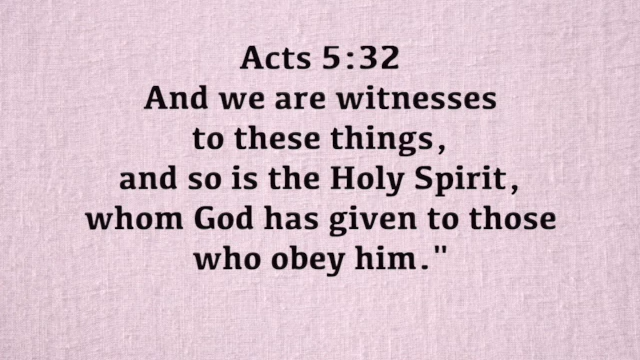 Acts 5:32
And we are witnesses
to these things,
and so is the Holy Spirit,
whom God has given to those
who obey him."